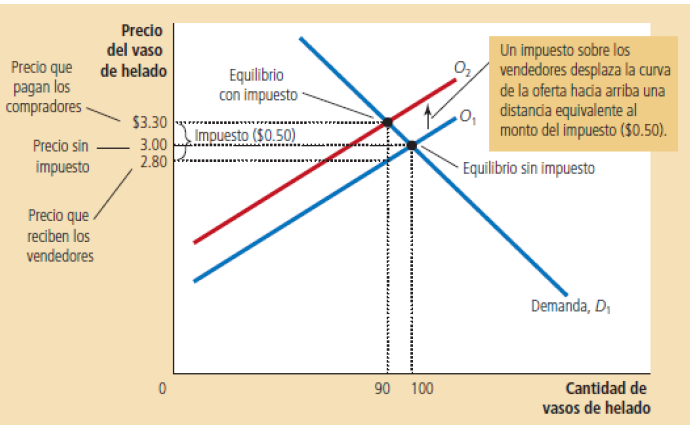 Precio
del vaso
de helado
Precio que
pagan los
compradores
$3.30
Precio sin
impuesto
3.00
2.80
Precio que
reciben los
vendedores
Equilibrio
con impuesto
Impuesto ($0.50)
O2
O1
Un impuesto sobre los
vendedores desplaza la curva
de la oferta hacia arriba una
distancia equivalente al
monto del impuesto ($0.50).
Equilibrio sin impuesto
Demanda, D1
0
90
100
Cantidad de
vasos de helado